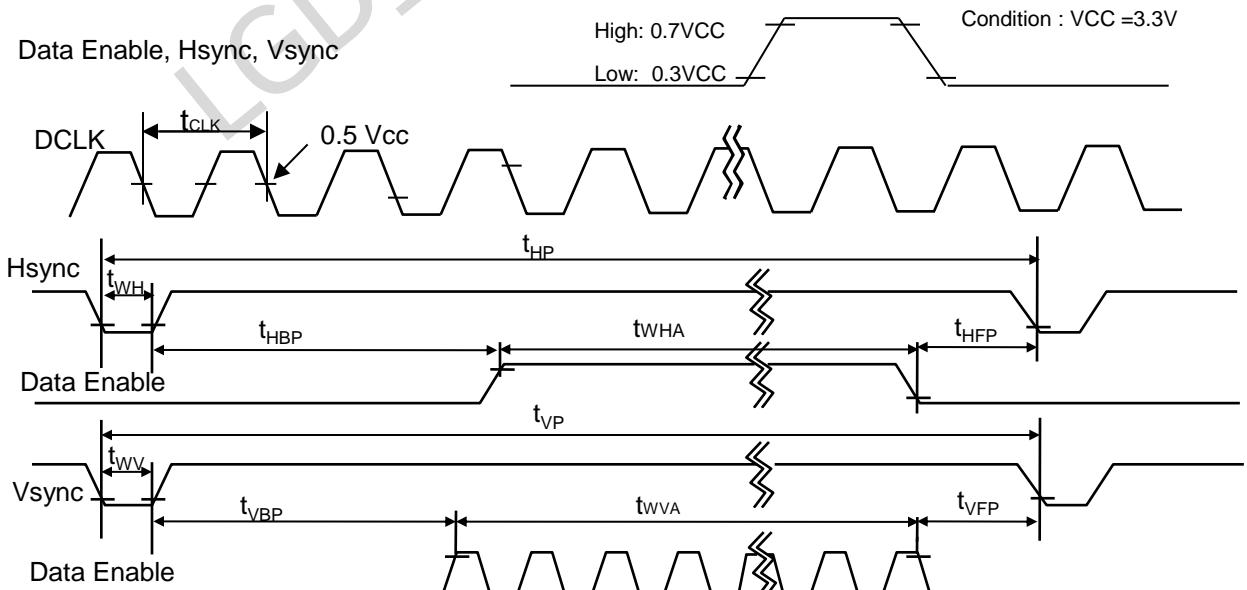 LGD
High: 0.7VCC
Condition : VCC =3.3V
Data Enable, Hsync, Vsync
Low: 0.3VCC
tCLK
DCLK
0.5 Vcc
tHP
Hsync
tWH
tHBP
tWHA
tHFP
Data Enable
tVP
tWV
Vsync
tVBP
tWVA
tVFP
Data Enable